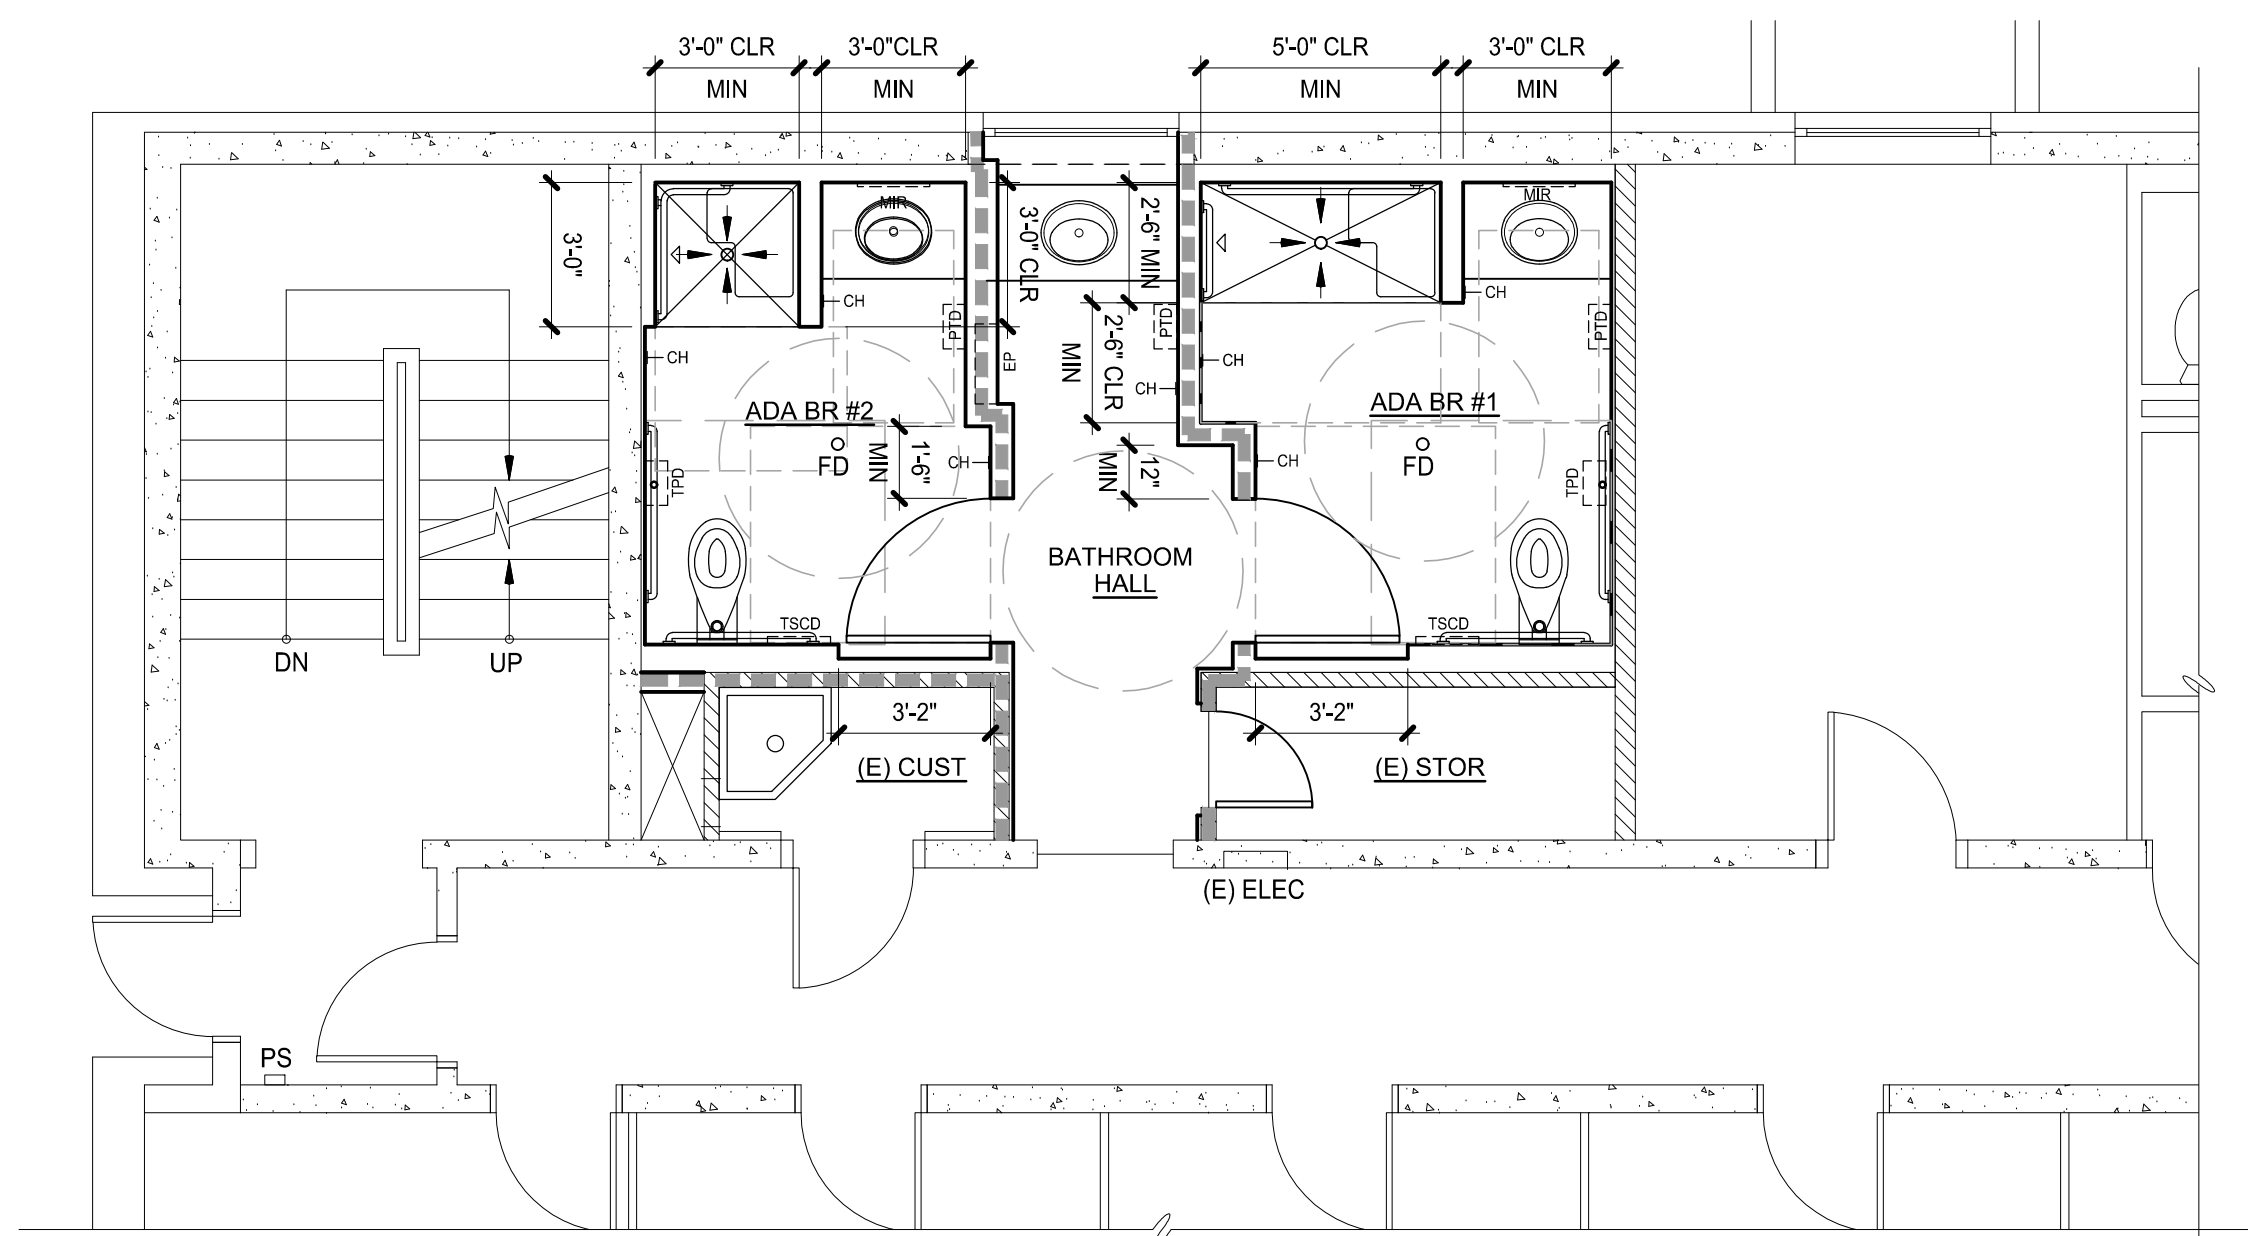 3'-0" CLR
MIN
3'-0"CLR
MIN
5'-0" CLR
MIN
3'-0" CLR
MIN
MIR
MIR
3'-0"
3'-0" CLR
2'-6" MIN
CH
CH
PTD
PTD
PTD
EP
2'-6" CLR
MIN
CH
CH
CH
ADA BR #2
ADA BR #1
FD
FD
1'-6"
MIN
12"
MIN
CH
CH
TPD
TPD
BATHROOM
HALL
TSCD
TSCD
DN
UP
3'-2"
3'-2"
(E) CUST
(E) STOR
(E) ELEC
PS